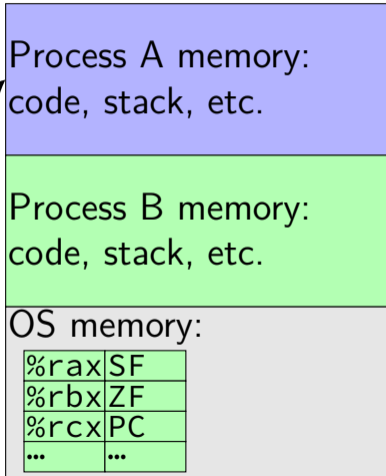 Process A memory:
code, stack, etc.
Process B memory:
code, stack, etc.
OS memory:
%rax SF
%rbx ZF
%rcx PC
… …